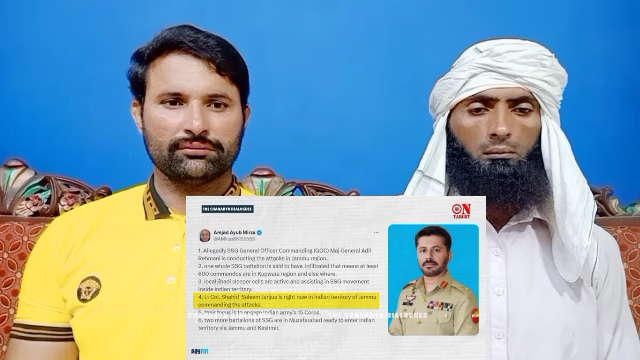 THE CHANAKYA DIALOGUES
ON
TARGET
Amjad Ayub Mirza
1. Allegedly SSG General Officer Commanding (GOC) Maj General Adil
Rehmani is conducting the attacks in Jammu region.
2. one whole SSG battalion is said to have infiltrated that means at least
600 commandos are in Kupwara region and else where.
3. local jihadi sleeper cells are active and assisting in SSG movement
inside Indian territory.
4. Lt Col. Shahid Saleem Janjua is right now in Indian territory of Jammu
commanding the attacks.
5. their focus is to engage Indian army's 15 Corps.
6. two more battalions of SSG are in Muzafarabad ready to enter Indian
territory via Jammu and Kashmir.